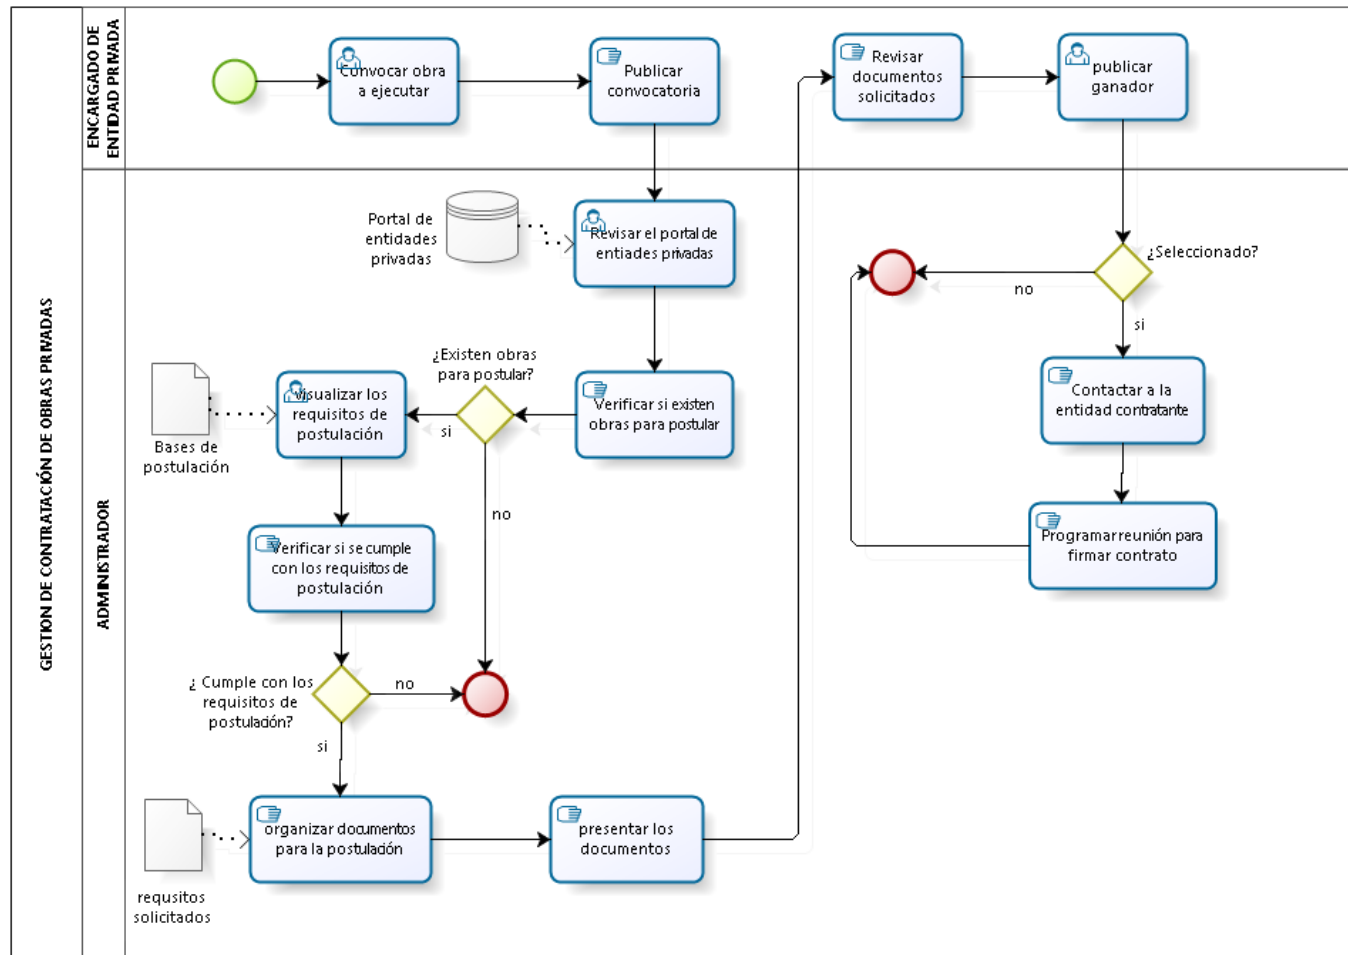 GESTION DE CONTRATACIÓN DE OBRAS PRIVADAS
ENCARGADO DE
ENTIDAD PRIVADA
Convocar obra
a ejecutar
Publicar
convocatoria
Revisar
documentos
solicitados
publicar
ganador
ADMINISTRADOR
Portal de
entidades
privadas
Revisar el portal de
entiades privadas
¿Seleccionado?
no
si
¿Existen obras
para postular?
Bases de
postulación
visualizar los
requisitos de
postulación
si
no
Verificar si existen
obras para postular
Contactar a la
entidad contratante
Verificar si se cumple
con los requisitos de
postulación
Programar reunión para
firmar contrato
¿ Cumple con los
requisitos de
postulación?
no
si
requsitos
solicitados
organizar documentos
para la postulación
presentar los
documentos